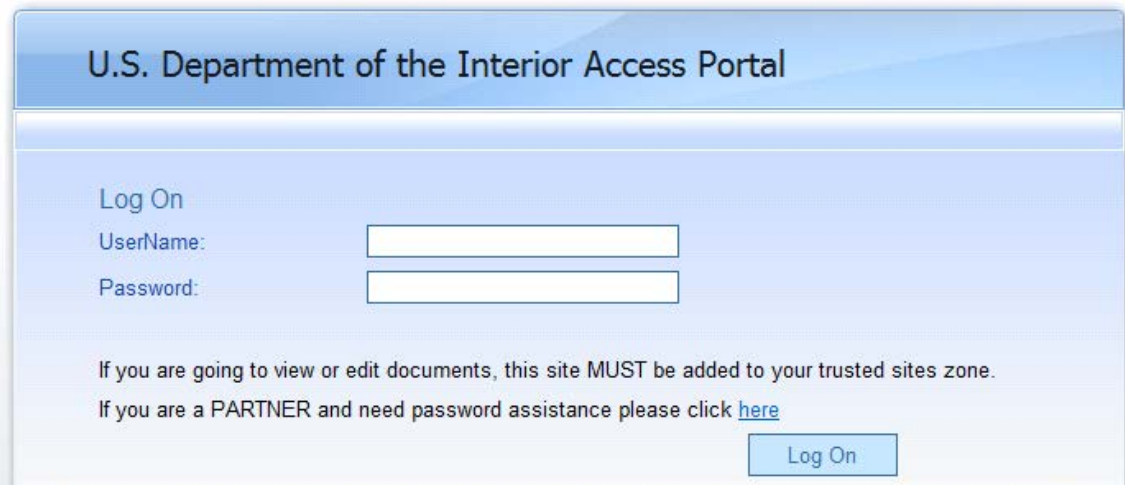 U.S. Department of the Interior Access Portal
Log On
UserName:
Password:
If you are going to view or edit documents, this site MUST be added to your trusted sites zone.
If you are a PARTNER and need password assistance please click here
Log On